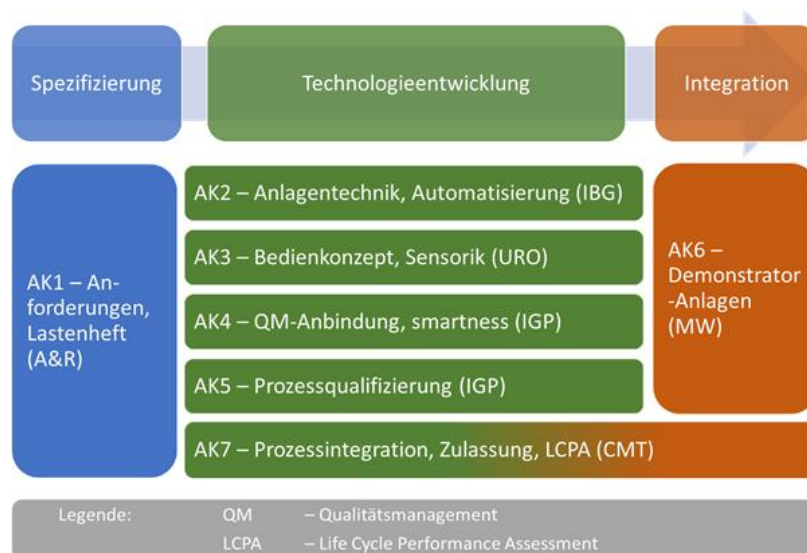 Spezifizierung
Technologieentwicklung
Integration
AK1 – An-
forderungen,
Lastenheft
(A&R)
AK2 – Anlagentechnik, Automatisierung (IBG)
AK3 – Bedienkonzept, Sensorik (URO)
AK4 – QM-Anbindung, smartness (IGP)
AK5 – Prozessqualifizierung (IGP)
AK6 –
Demonstrator
-Anlagen
(MW)
AK7 – Prozessintegration, Zulassung, LCPA (CMT)
Legende: QM – Qualitätsmanagement
LCPA – Life Cycle Performance Assessment